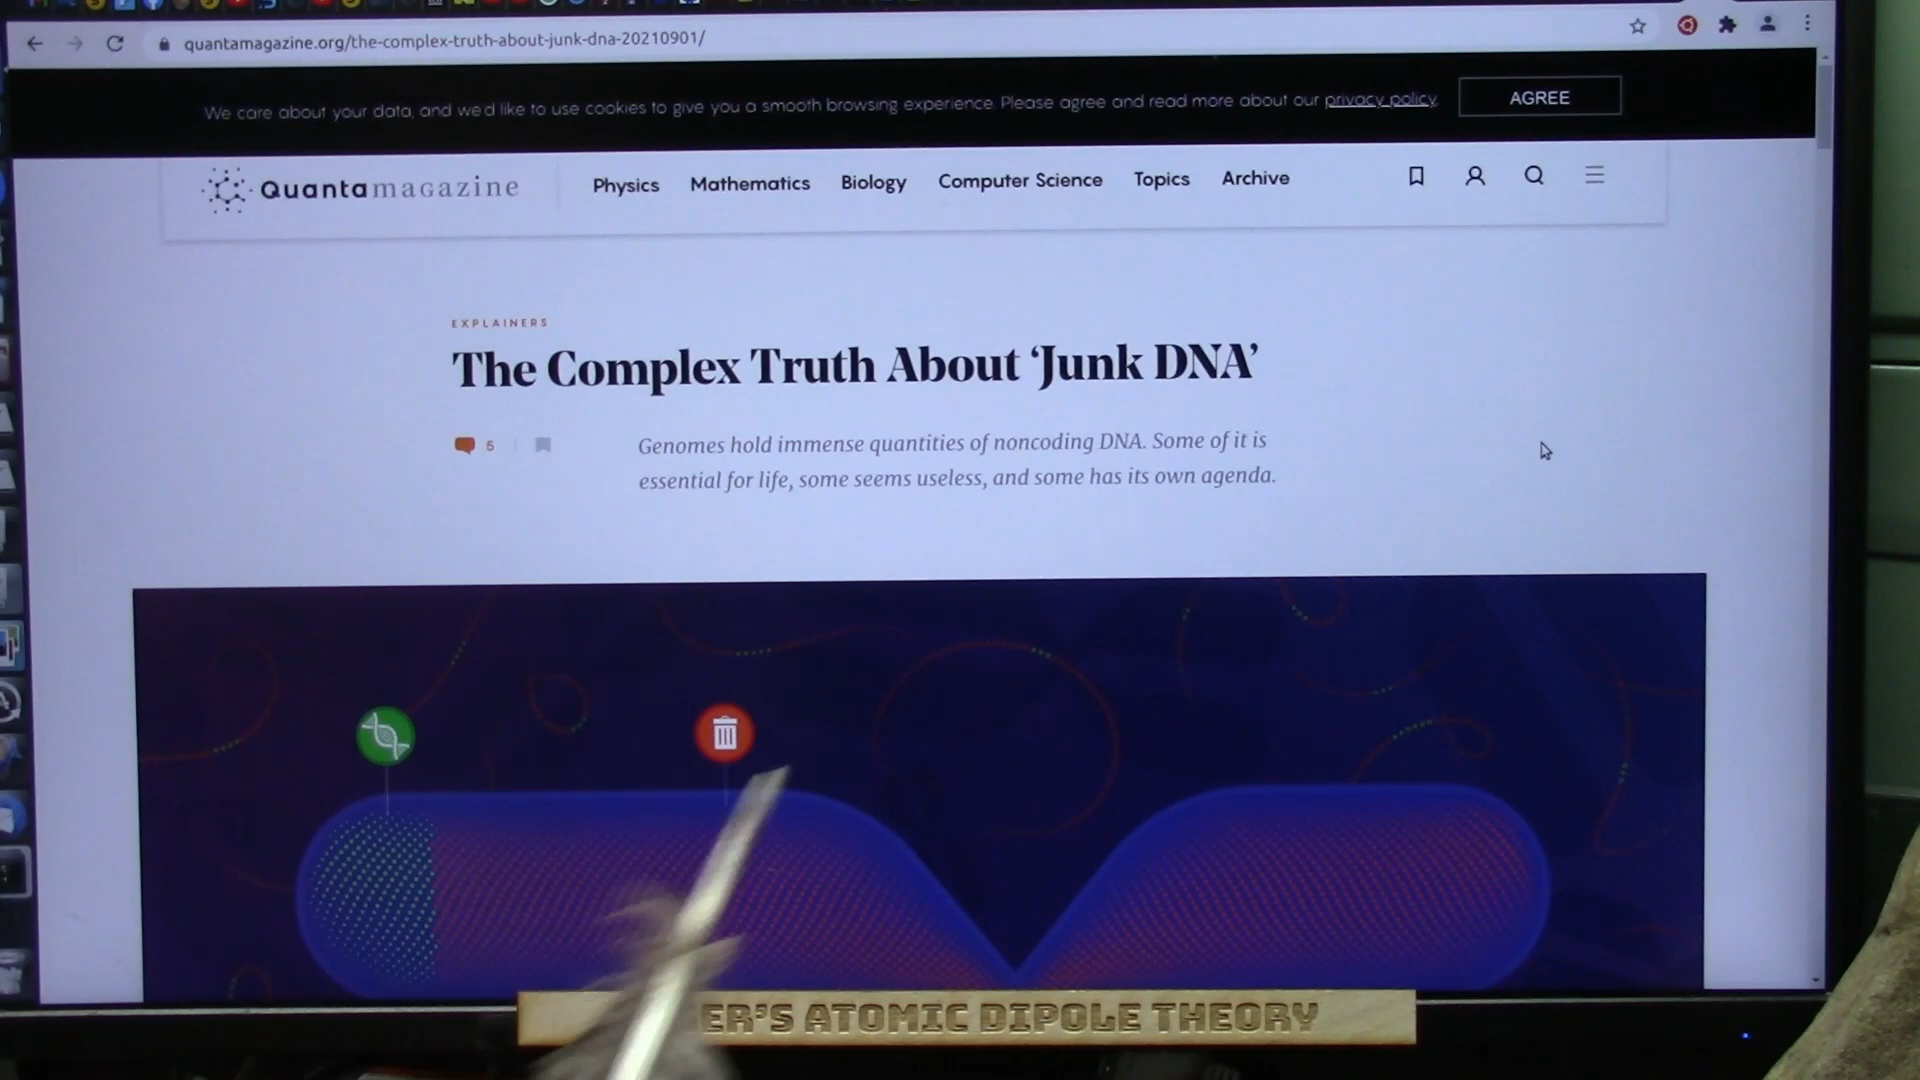 quantamagazine.org/the-complex-truth-about-junk-dna-20210901/
We care about your data, and we'd like to use cookies to give you a smooth browsing experience. Please agree and read more about our privacy policy.
AGREE
Quantamagazine
Physics Mathematics Biology Computer Science Topics Archive
EXPLAINERS
The Complex Truth About ‘Junk DNA’
5
Genomes hold immense quantities of noncoding DNA. Some of it is
essential for life, some seems useless, and some has its own agenda.
ER'S ATOMIC DIPOLE THEORY